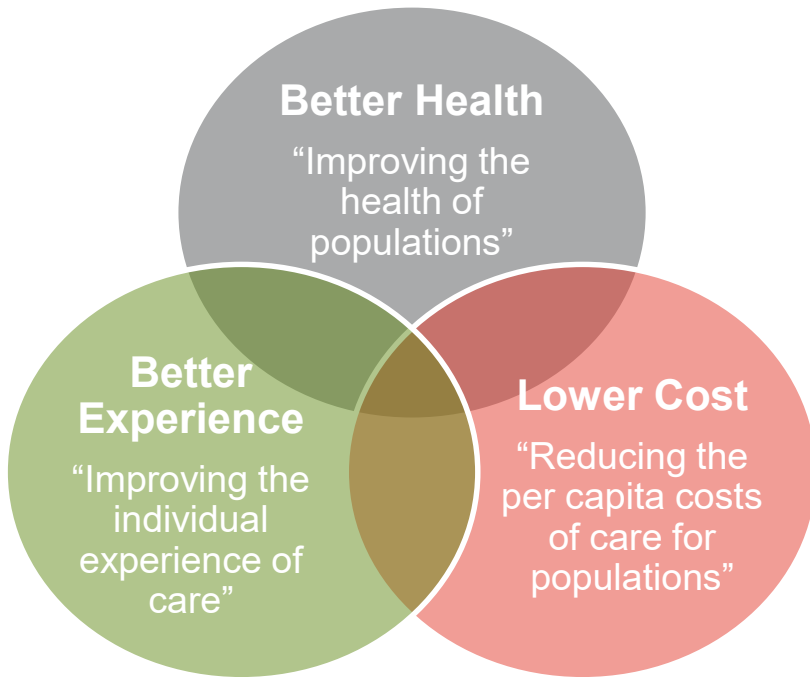 Better Health
“Improving the
health of
populations”
Better
Experience
“Improving the
individual
experience of
care”
Lower Cost
“Reducing the
per capita costs
of care for
populations”